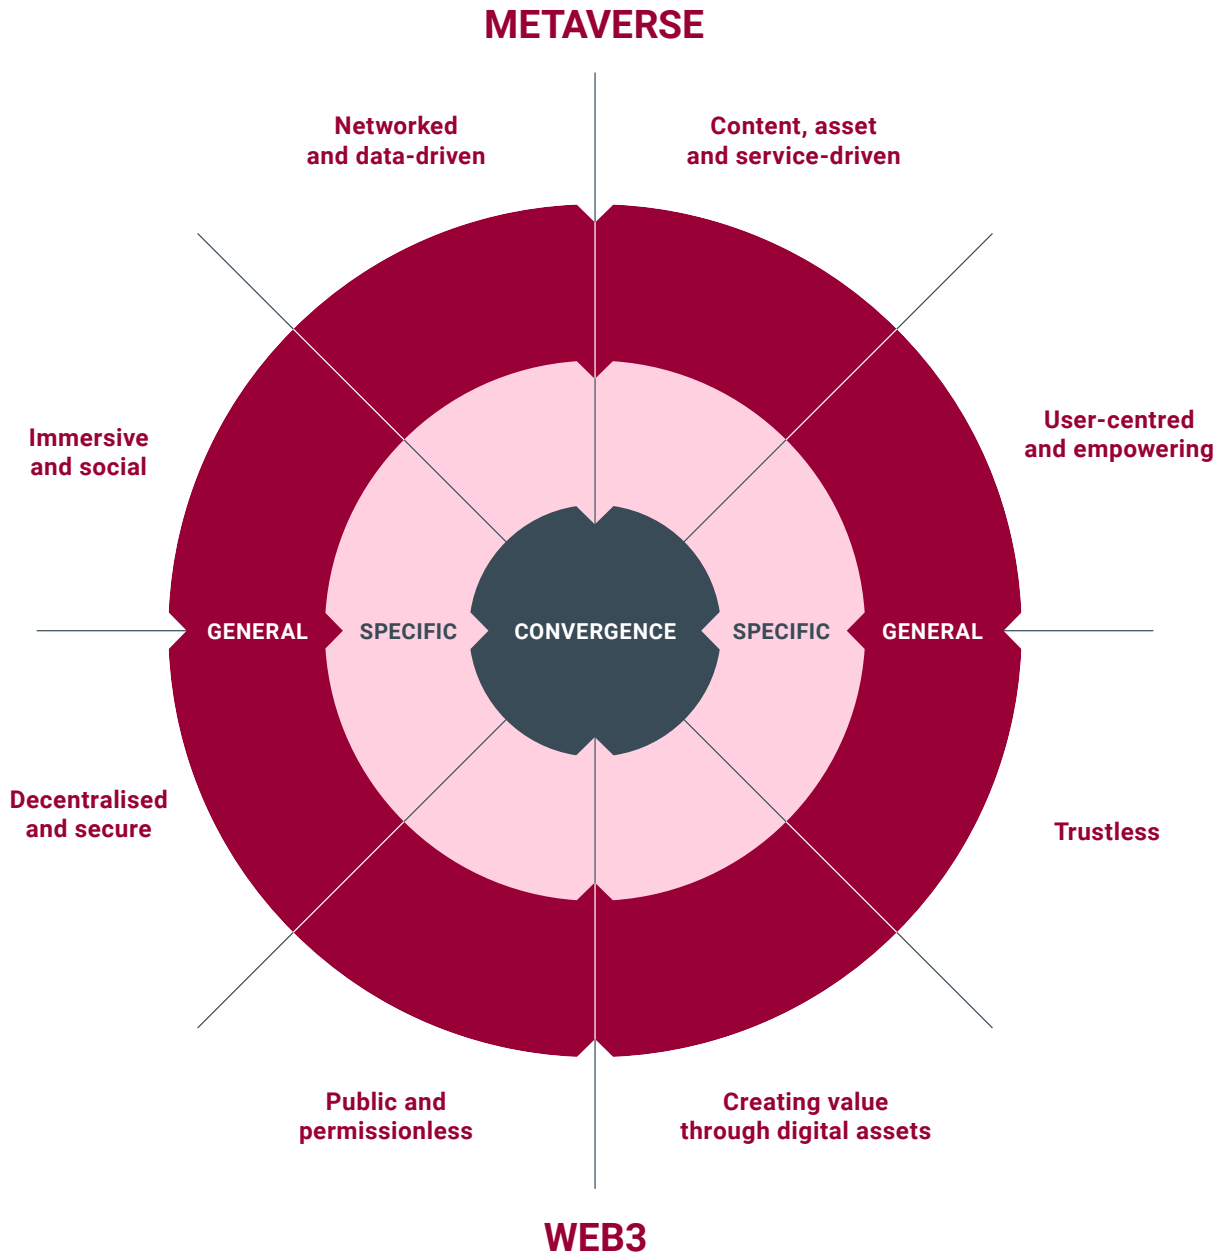 METAVERSE
Networked
and data-driven
Content, asset
and service-driven
Immersive
and social
User-centred
and empowering
GENERAL
SPECIFIC
CONVERGENCE
SPECIFIC
GENERAL
Decentralised
and secure
Trustless
Public and
permissionless
Creating value
through digital assets
WEB3